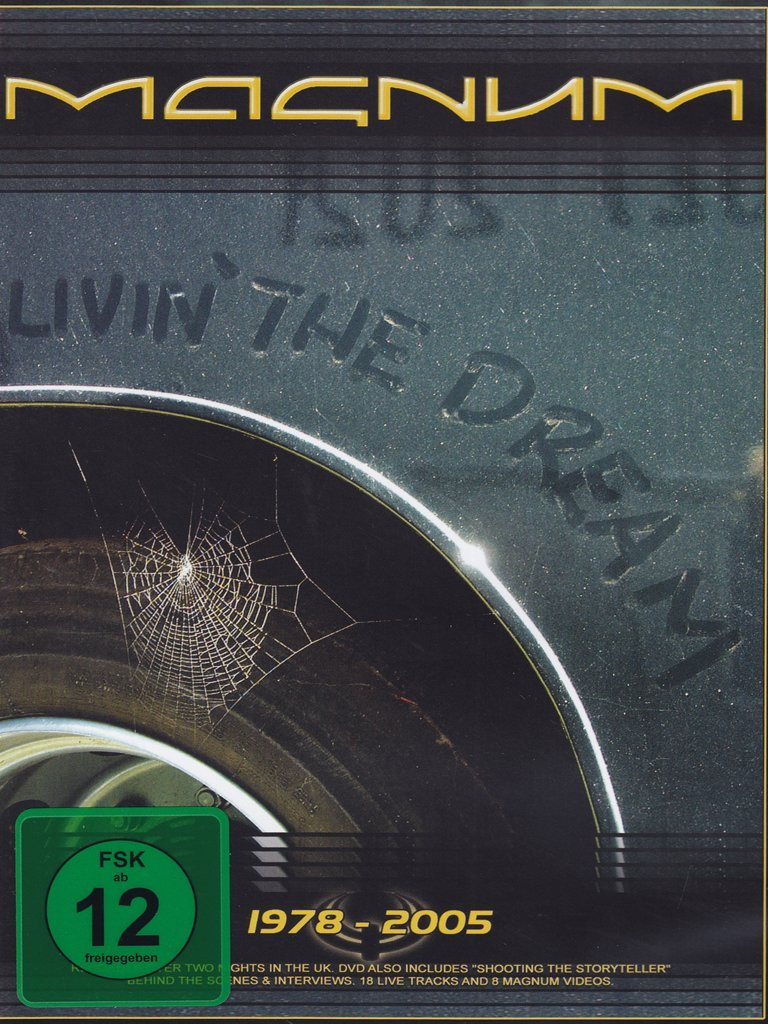 MAGNUM
LIVIN' THE DREAM
1978 - 2005
FSK
ab
12
freigegeben
TWO NIGHTS IN THE UK. DVD ALSO INCLUDES "SHOOTING THE STORYTELLER"
BEHIND THE SCENES & INTERVIEWS. 18 LIVE TRACKS AND 8 MAGNUM VIDEOS.